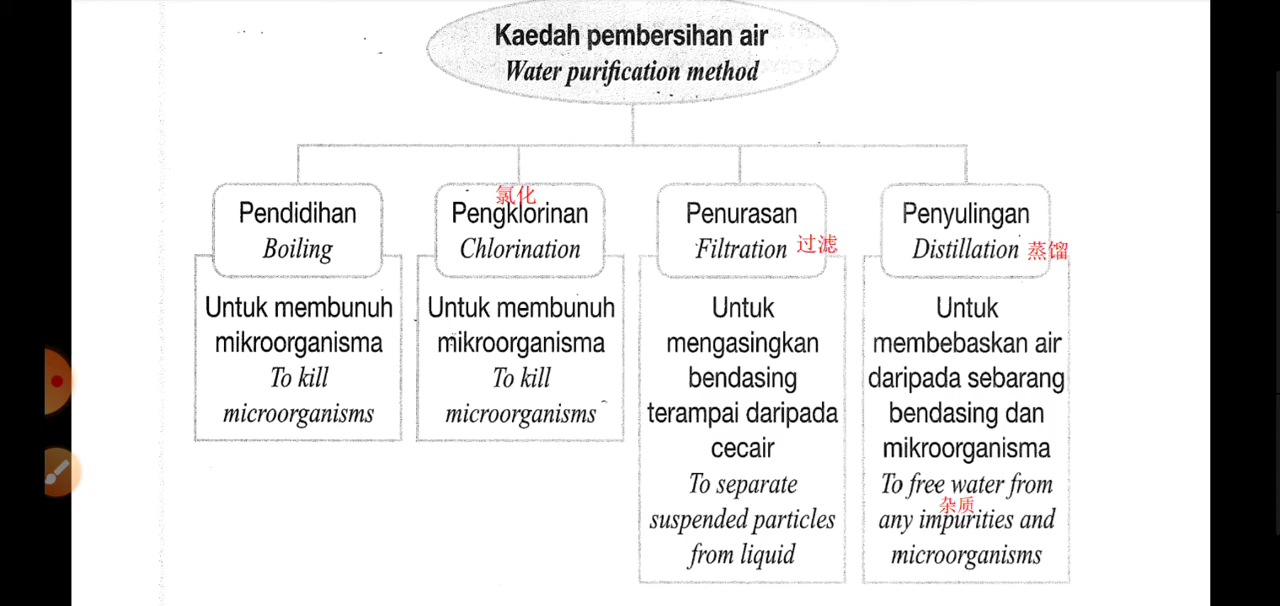 Kaedah pembersihan air
Water purification method
氯化
Pendidihan
Boiling
Pengklorinan
Chlorination
Penurasan
Filtration
过滤
Penyulingan
Distillation
蒸馏
Untuk membunuh
mikroorganisma
To kill
microorganisms
Untuk membunuh
mikroorganisma
To kill
microorganisms
Untuk
mengasingkan
bendasing
terampai daripada
cecair
To separate
suspended particles
from liquid
Untuk
membebaskan air
daripada sebarang
bendasing dan
mikroorganisma
To free water from
杂质
any impurities and
microorganisms